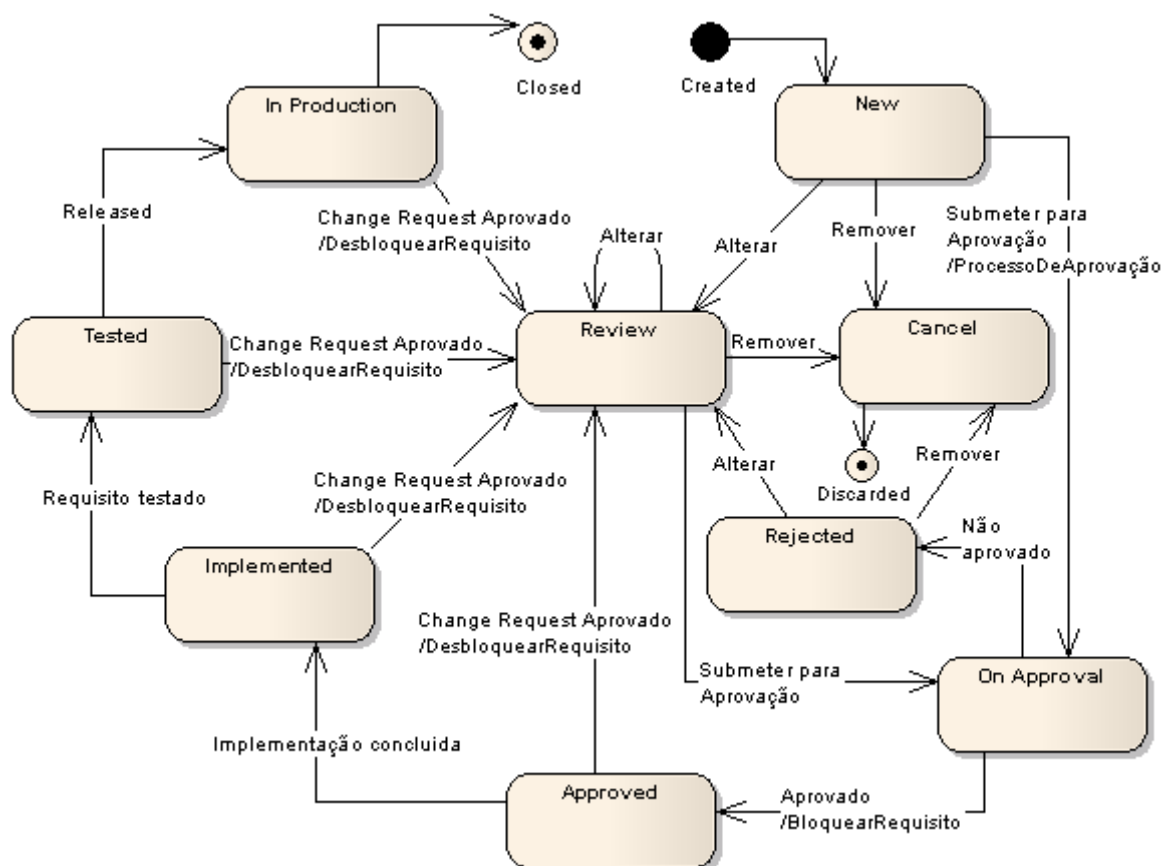 Closed
Created
In Production
New
Released
Change Request Aprovado
/DesbloquearRequisito
Alterar
Alterar
Remover
Submeter para
Aprovação
/ProcessoDeAprovação
Tested
Change Request Aprovado
/DesbloquearRequisito
Review
Remover
Cancel
Requisito testado
Change Request Aprovado
/DesbloquearRequisito
Alterar
Remover
Discarded
Implemented
Rejected
Não
aprovado
Change Request Aprovado
/DesbloquearRequisito
Submeter para
Aprovação
On Approval
Implementação concluida
Approved
Aprovado
/BloquearRequisito